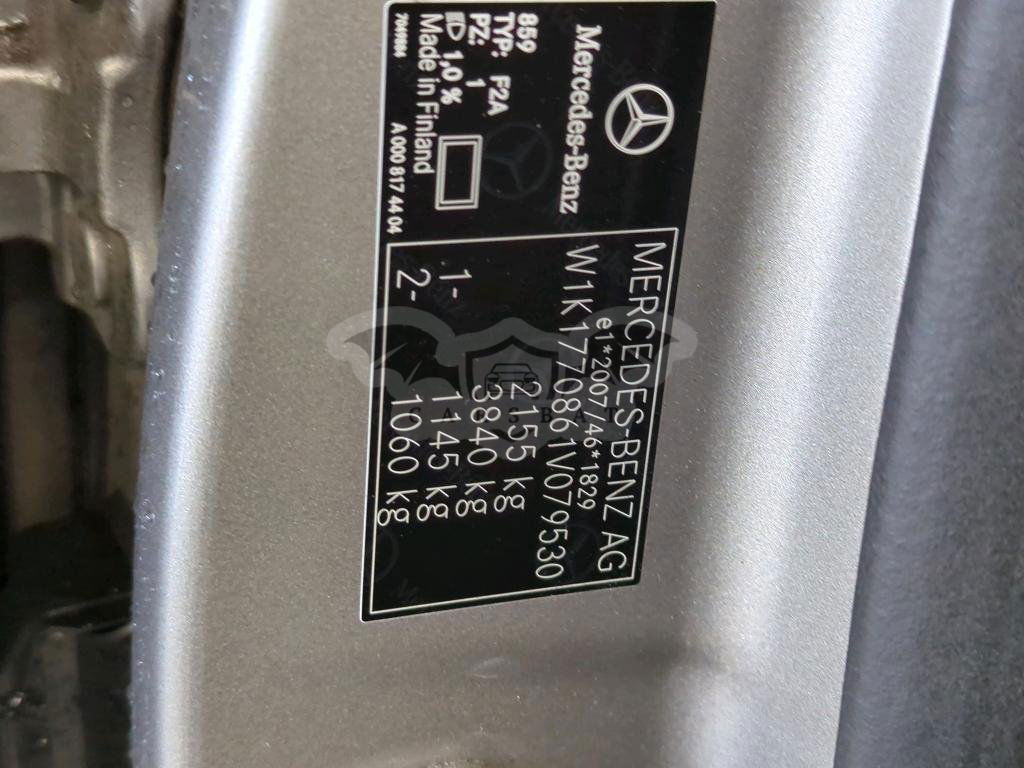 Mercedes-Benz
859
TYP: F2A
PZ: 1
1,0 %
Made in Finland
7049884
A 000 817 44 04
MERCEDES-BENZ AG
e1*2007/46*1829
W1K1770861V079530
2155 kg
3840 kg
1- 1145 kg
2- 1060 kg